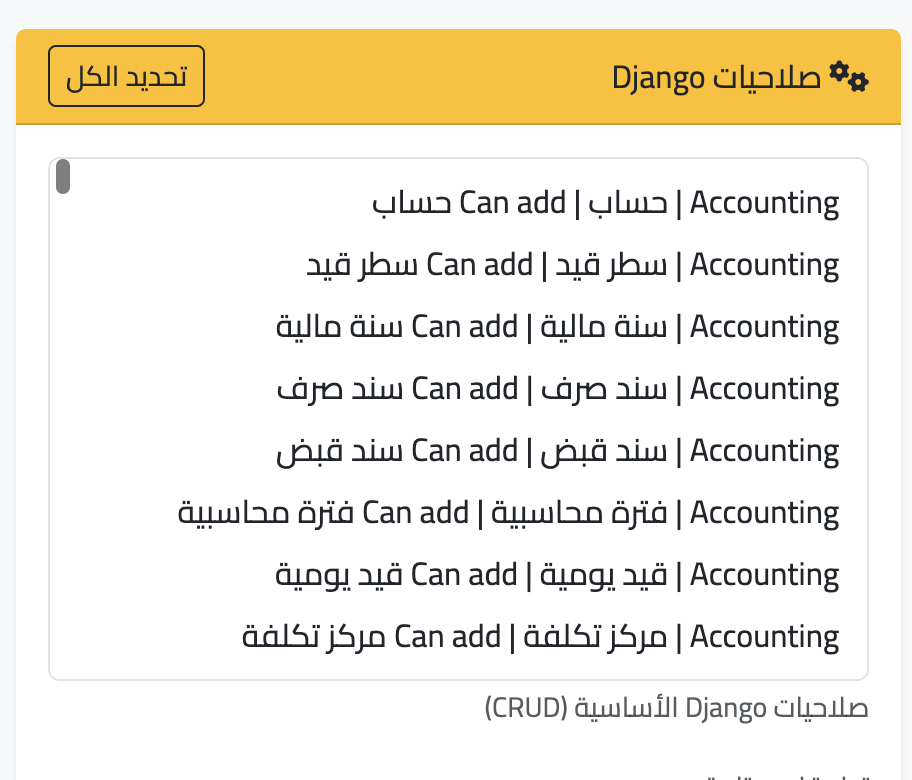 صلاحيات Django
تحديد الكل
Accounting | حساب | Can add حساب
Accounting | سطر قيد | Can add سطر قيد
Accounting | سنة مالية | Can add سنة مالية
Accounting | سند صرف | Can add سند صرف
Accounting | سند قبض | Can add سند قبض
Accounting | فترة محاسبية | Can add فترة محاسبية
Accounting | قيد يومية | Can add قيد يومية
Accounting | مركز تكلفة | Can add مركز تكلفة
صلاحيات Django الأساسية (CRUD)